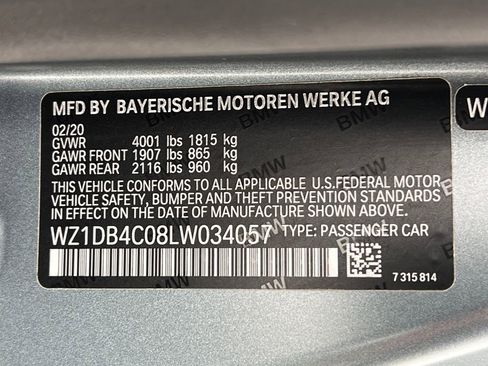 MFD BY BAYERISCHE MOTOREN WERKE AG
02/20
GVWR 4001 lbs 1815 kg
GAWR FRONT 1907 lbs 865 kg
GAWR REAR 2116 lbs 960 kg
THIS VEHICLE CONFORMS TO ALL APPLICABLE U.S.FEDERAL MOTOR
VEHICLE SAFETY, BUMPER AND THEFT PREVENTION STANDARDS
IN EFFECT ON THE DATE OF MANUFACTURE SHOWN ABOVE.
WZ1DB4C08LW034057 TYPE: PASSENGER CAR
7 315 814
W